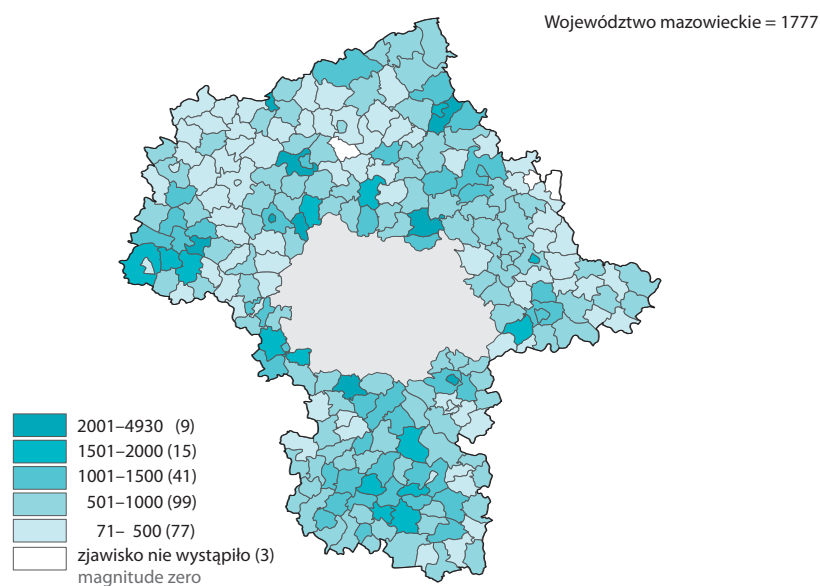 Województwo mazowieckie = 1777
2001–4930 (9)
1501–2000 (15)
1001–1500 (41)
501–1000 (99)
71– 500 (77)
zjawisko nie wystąpiło (3)
magnitude zero